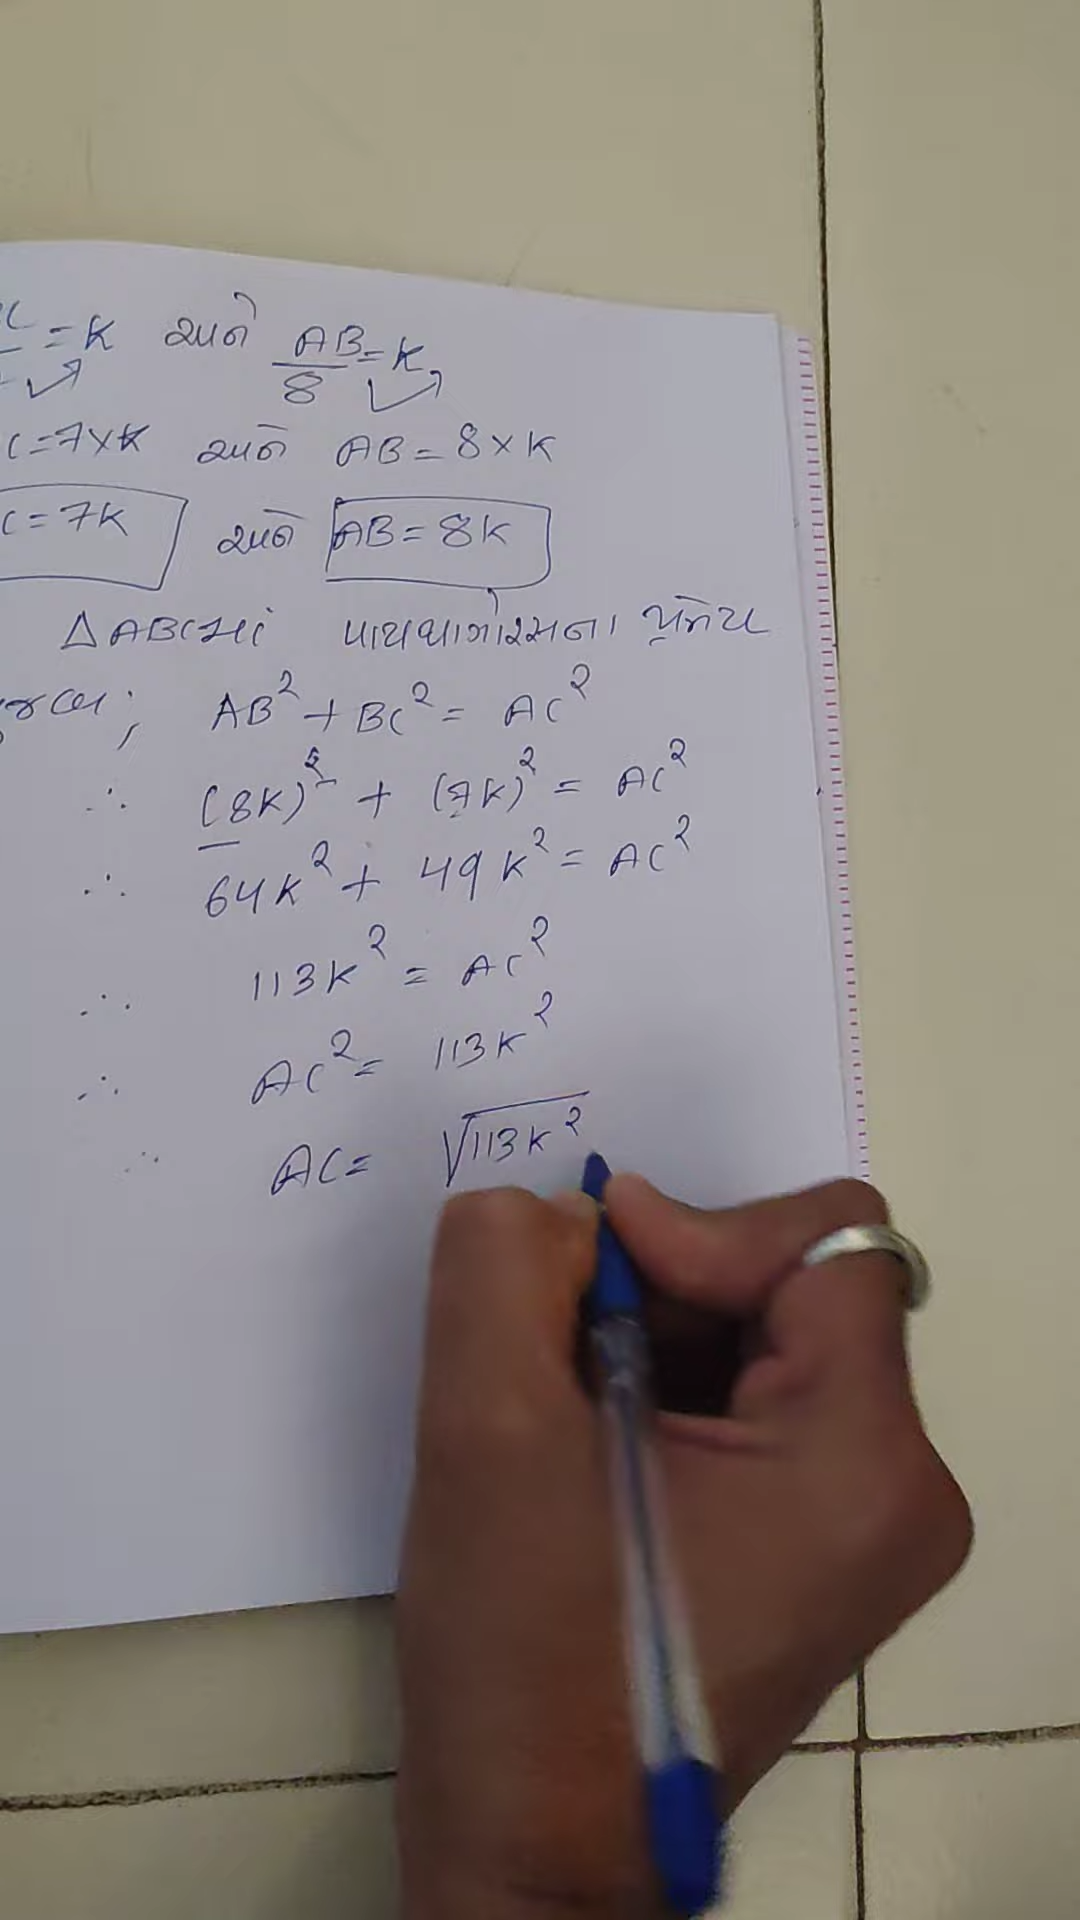 = K અને AB/8 = K
C = 7 x K અને AB = 8 x K
C = 7K અને AB = 8K
△ABCમાં પાયથાગોરસના પ્રમેય
AB² + BC² = AC²
∴ (8K)² + (7K)² = AC²
∴ 64K² + 49K² = AC²
∴ 113K² = AC²
∴ AC² = 113K²
∴ AC = √113K²